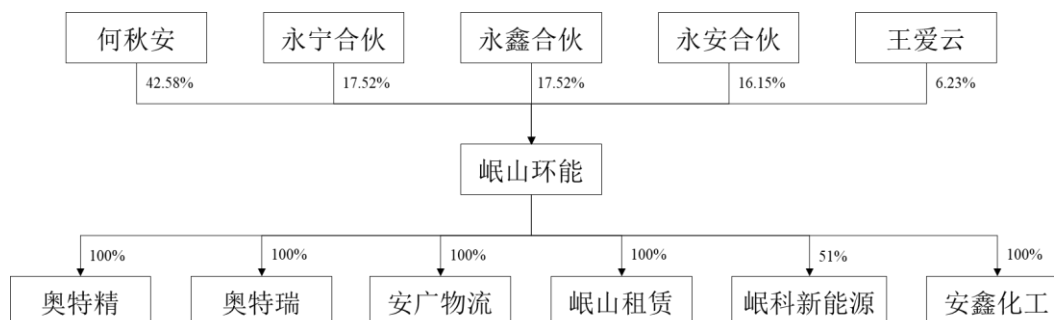 何秋安 永宁合伙 永鑫合伙 永安合伙 王爱云
42.58% 17.52% 17.52% 16.15% 6.23%
岷山环能
100% 100% 100% 100% 51% 100%
奥特精 奥特瑞 安广物流 岷山租赁 岷科新能源 安鑫化工